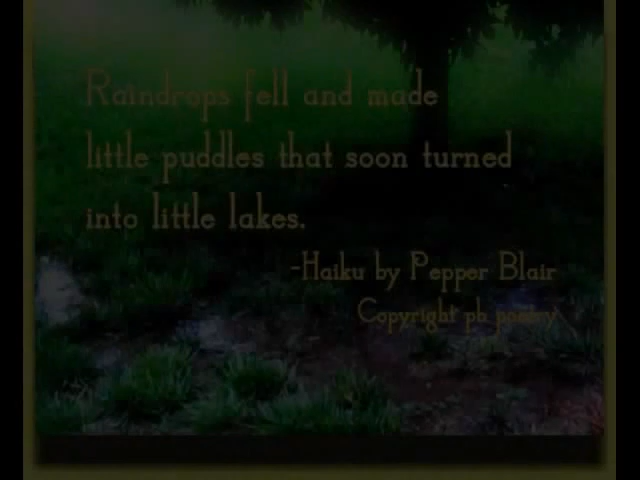 Raindrops fell and made
little puddles that soon turned
into little lakes.
-Haiku by Pepper Blair
Copyright pb poetry